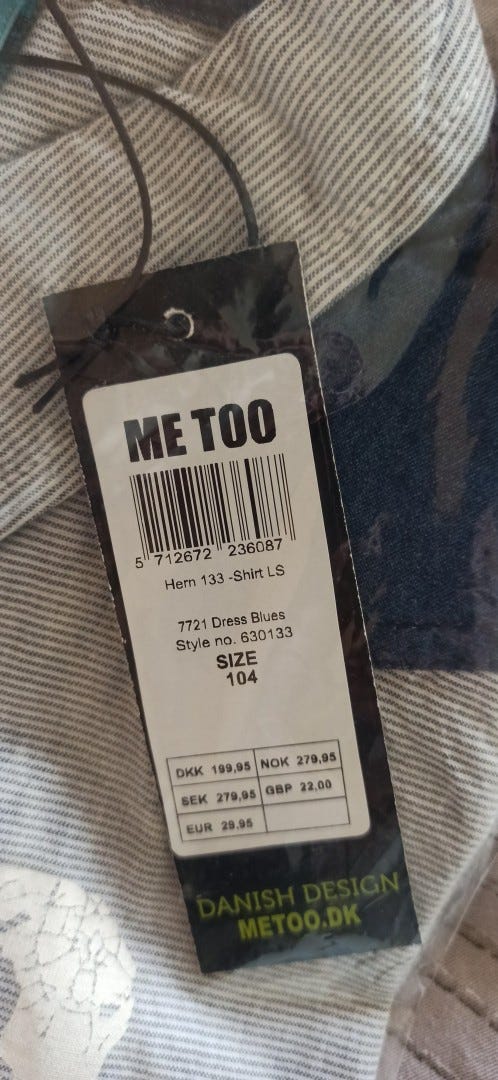 ME TOO
5 712672 236087
Hern 133 -Shirt LS
7721 Dress Blues
Style no. 630133
SIZE
104
DKK 199,95 NOK 279,95
SEK 279,95 GBP 22,00
EUR 29,95
DANISH DESIGN
METOO.DK